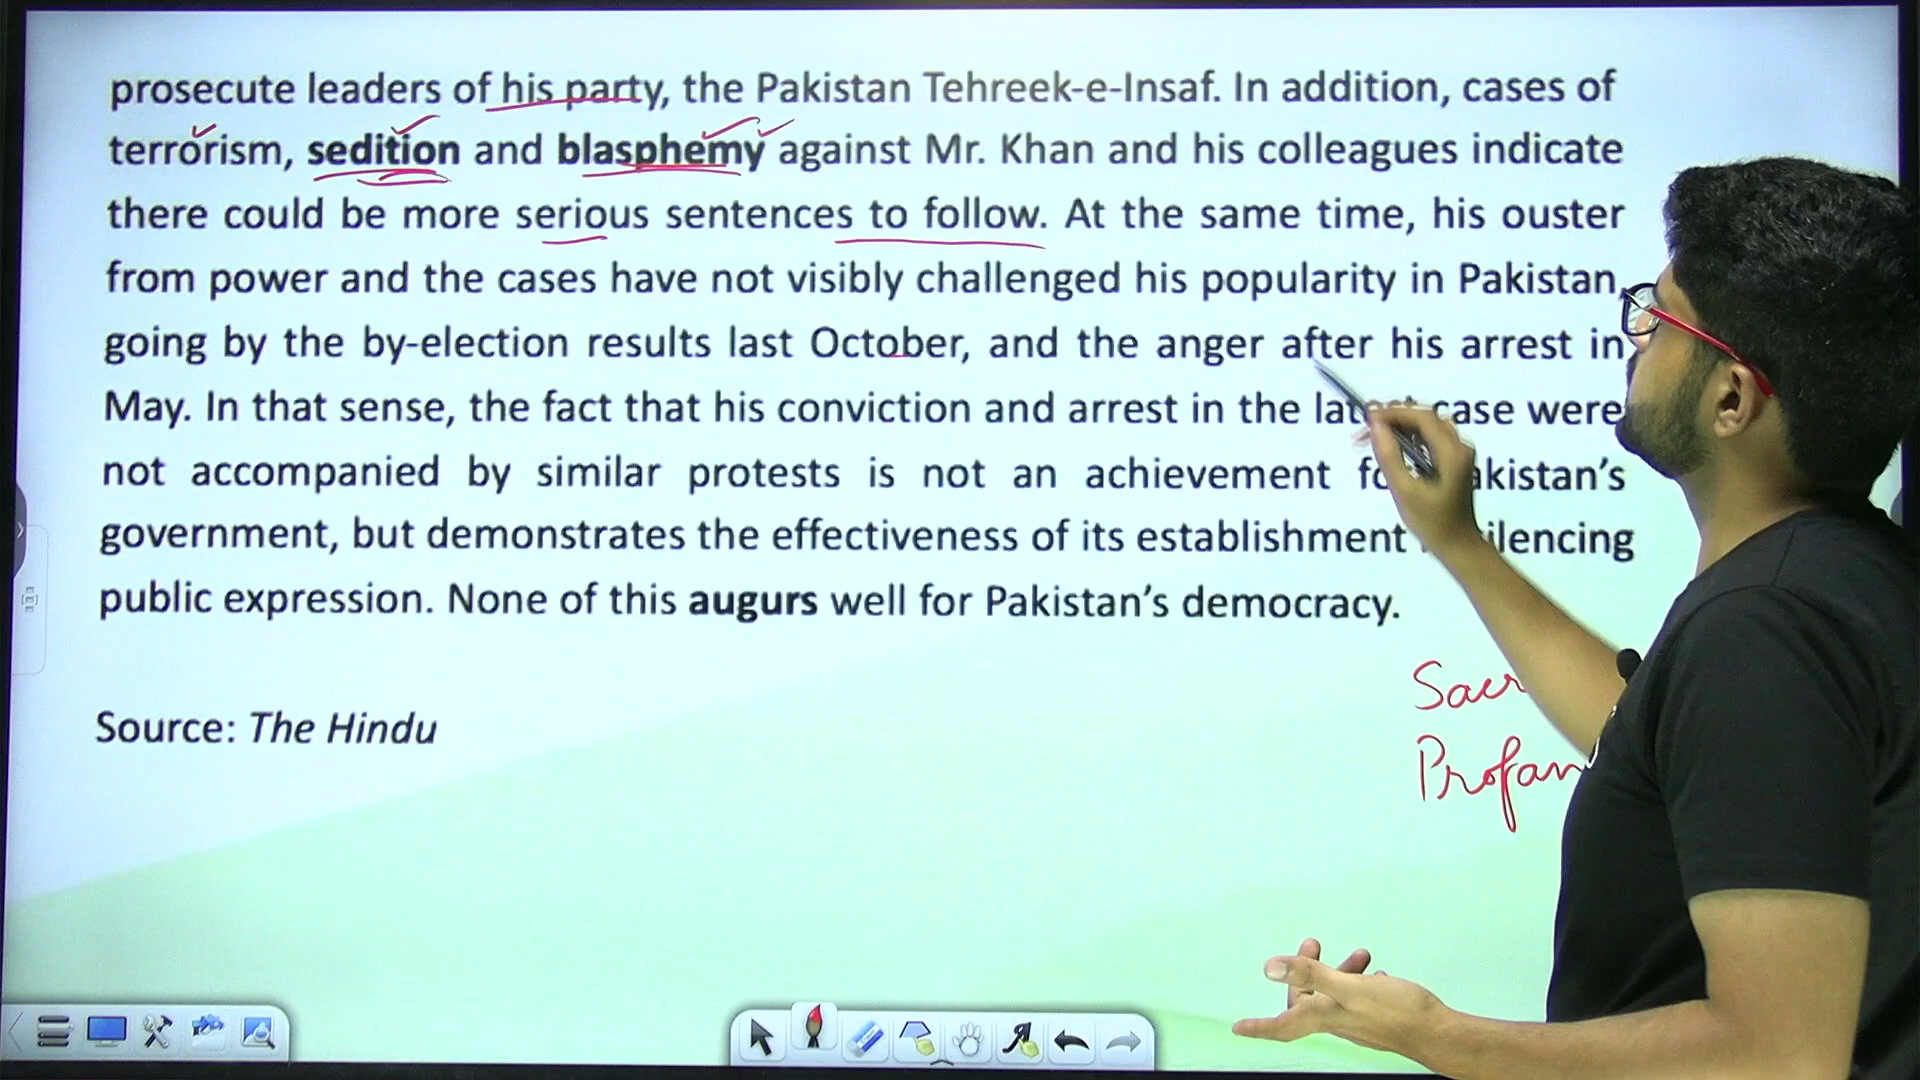 prosecute leaders of his party, the Pakistan Tehreek-e-Insaf. In addition, cases of
terrorism, sedition and blasphemy against Mr. Khan and his colleagues indicate
there could be more serious sentences to follow. At the same time, his ouster
from power and the cases have not visibly challenged his popularity in Pakistan,
going by the by-election results last October, and the anger after his arrest in
May. In that sense, the fact that his conviction and arrest in the latest case were
not accompanied by similar protests is not an achievement Pakistan's
government, but demonstrates the effectiveness of its establishment silencing
public expression. None of this augurs well for Pakistan's democracy.
Source: The Hindu